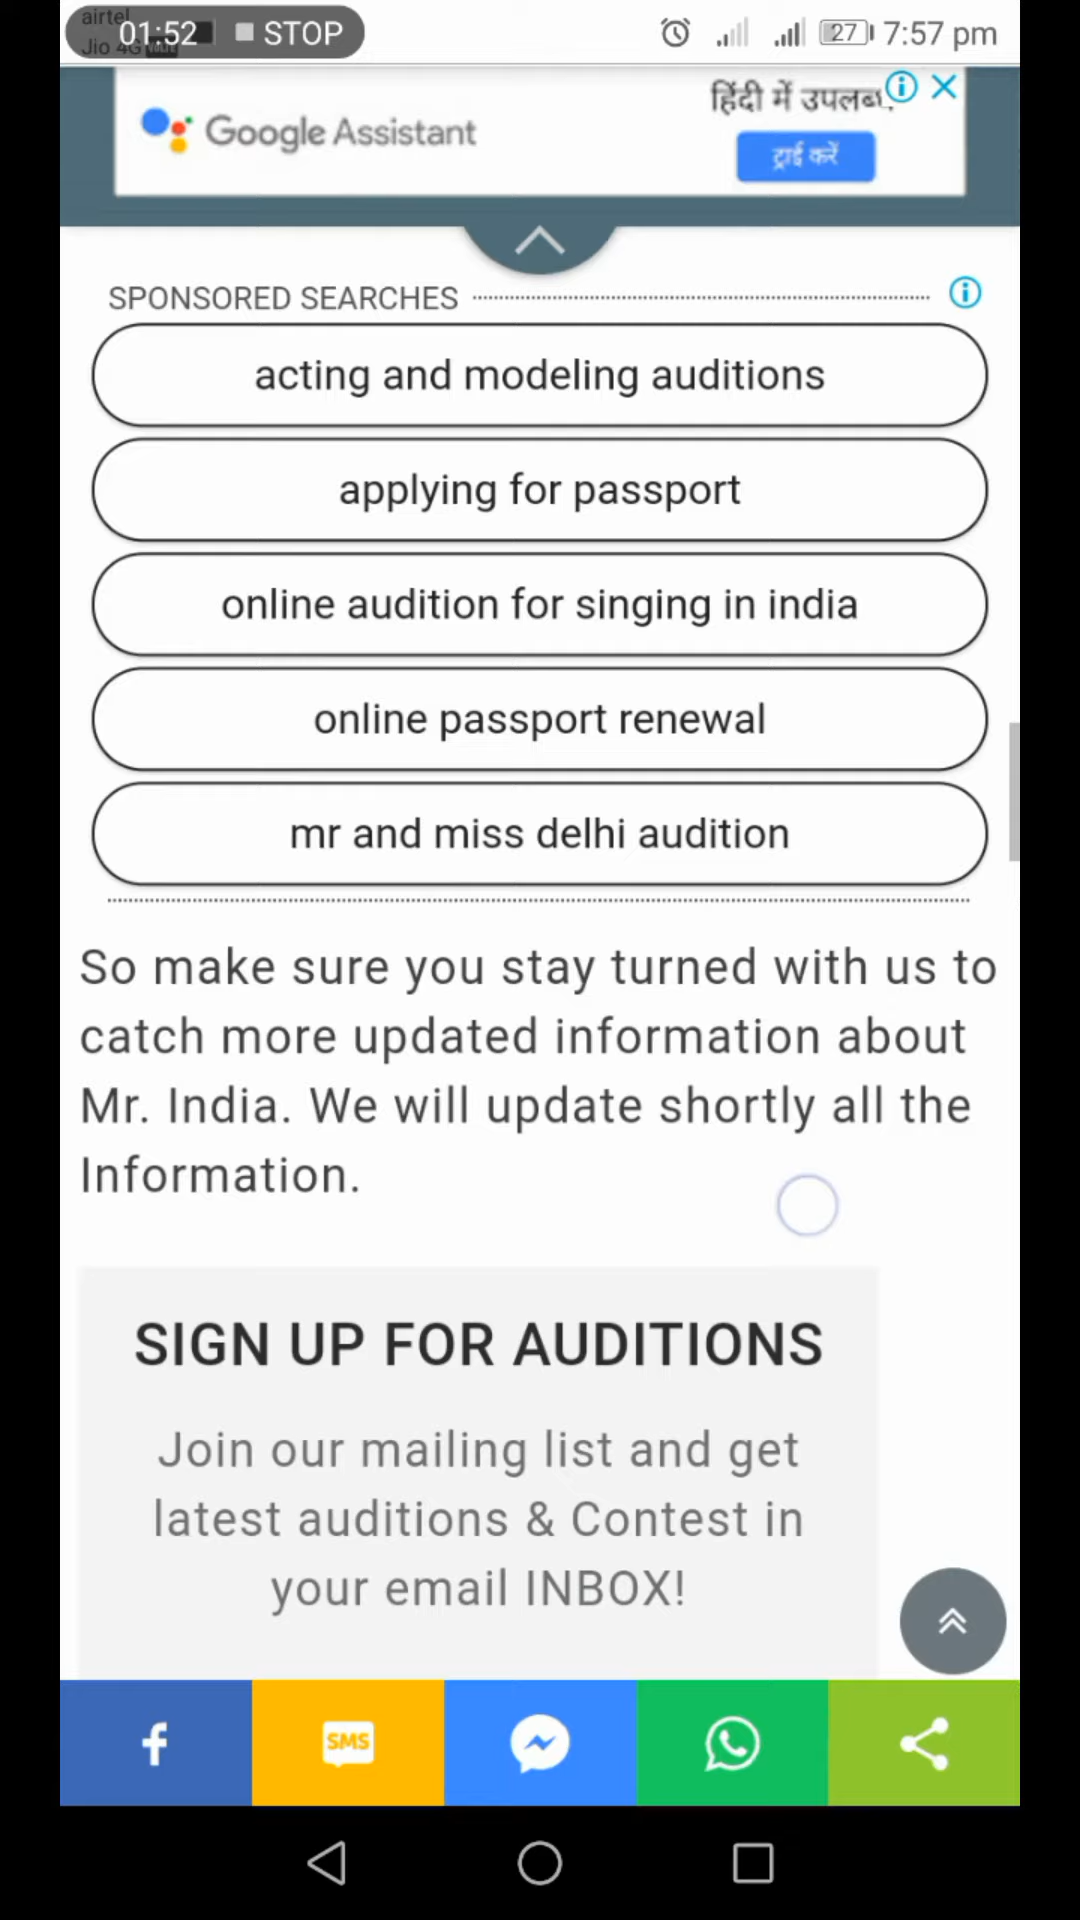 airtel
Jio 4G
01:52 STOP 27 7:57 pm
Google Assistant
हिंदी में
ट्राई करें
SPONSORED SEARCHES
acting and modeling auditions
applying for passport
online audition for singing in india
online passport renewal
mr and miss delhi audition
So make sure you stay turned with us to
catch more updated information about
Mr. India. We will update shortly all the
Information.
SIGN UP FOR AUDITIONS
Join our mailing list and get
latest auditions & Contest in
your email INBOX!
f SMS